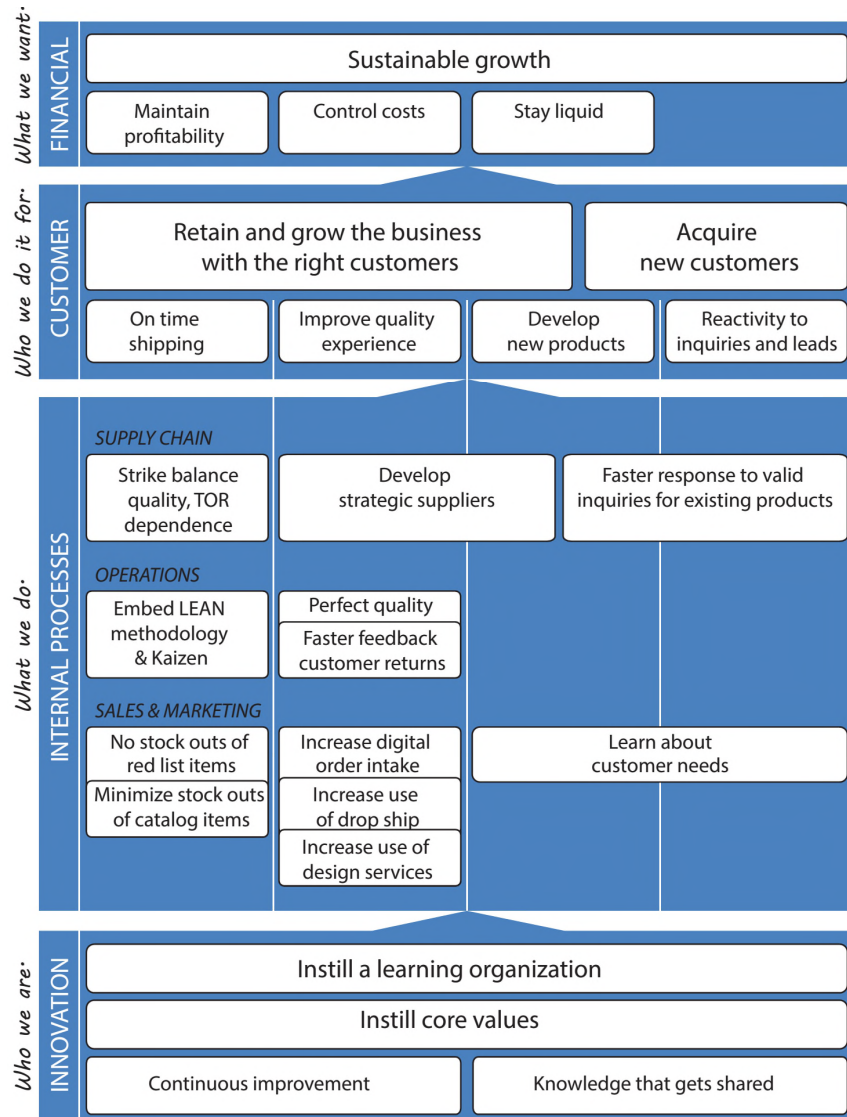 What we want.
FINANCIAL
Sustainable growth
Maintain
profitability
Control costs
Stay liquid
Who we do it for.
CUSTOMER
Retain and grow the business
with the right customers
Acquire
new customers
On time
shipping
Improve quality
experience
Develop
new products
Reactivity to
inquiries and leads
What we do.
INTERNAL PROCESSES
SUPPLY CHAIN
Strike balance
quality, TOR
dependence
Develop
strategic suppliers
Faster response to valid
inquiries for existing products
OPERATIONS
Embed LEAN
methodology
& Kaizen
Perfect quality
Faster feedback
customer returns
SALES & MARKETING
No stock outs of
red list items
Minimize stock outs
of catalog items
Increase digital
order intake
Increase use
of drop ship
Increase use of
design services
Learn about
customer needs
Who we are.
INNOVATION
Instill a learning organization
Instill core values
Continuous improvement
Knowledge that gets shared